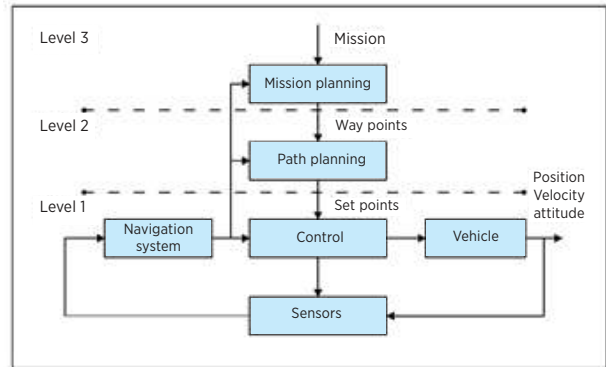 Level 3
Mission
Mission planning
Level 2
Way points
Path planning
Position
Velocity
attitude
Level 1
Set points
Navigation
system
Control
Vehicle
Sensors